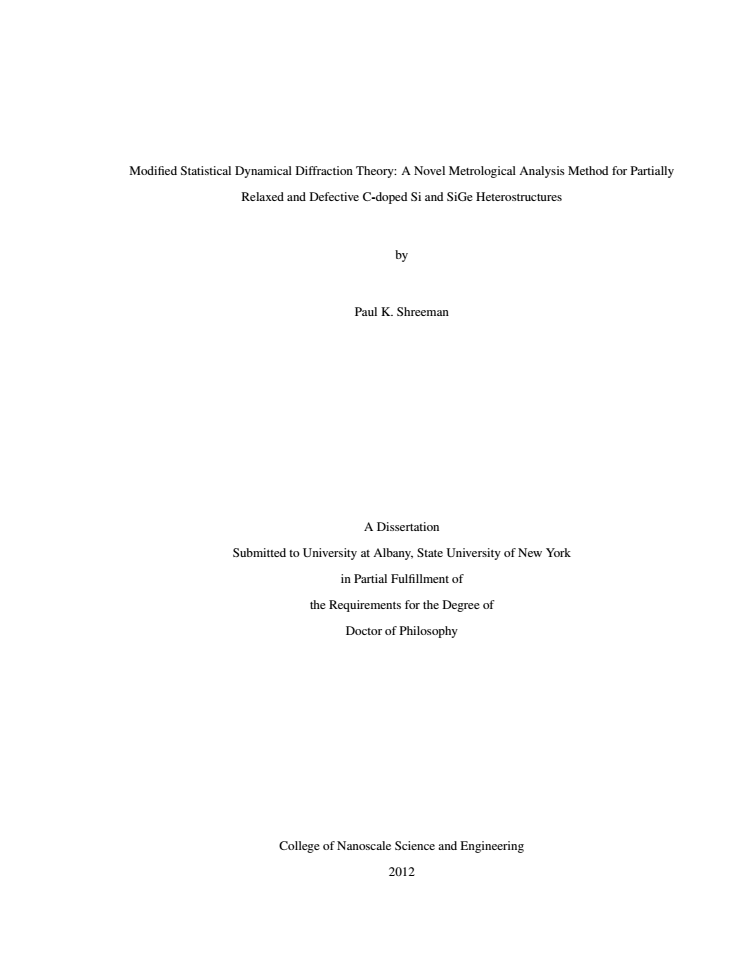 Modified Statistical Dynamical Diffraction Theory: A Novel Metrological Analysis Method for Partially
Relaxed and Defective C-doped Si and SiGe Heterostructures
by
Paul K. Shreeman
A Dissertation
Submitted to University at Albany, State University of New York
in Partial Fulfillment of
the Requirements for the Degree of
Doctor of Philosophy
College of Nanoscale Science and Engineering
2012